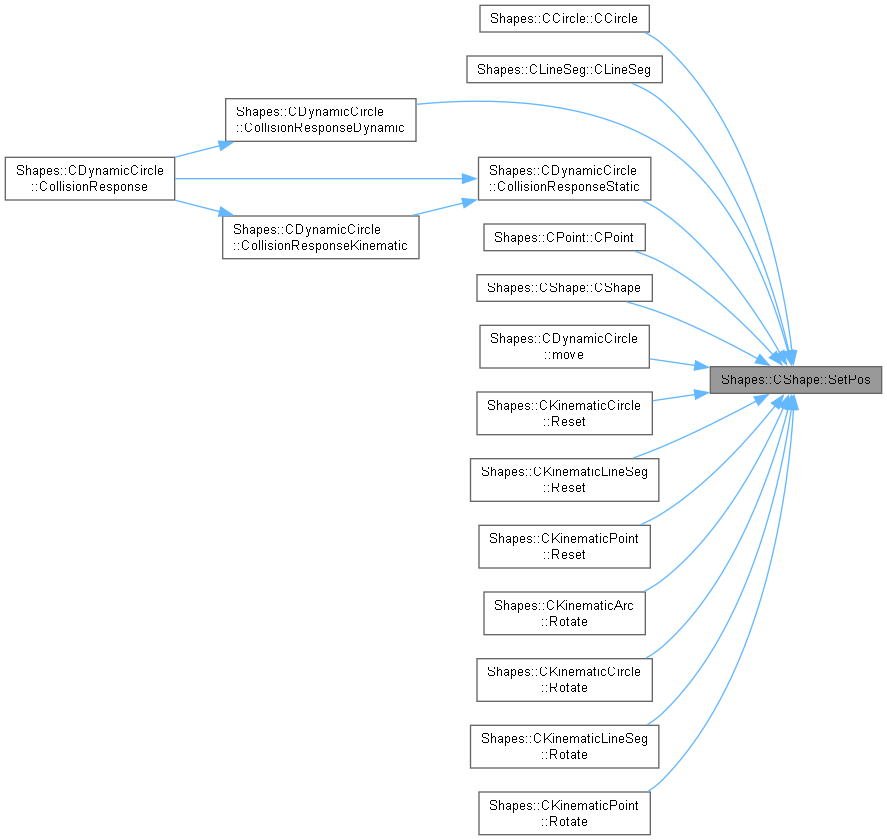 Shapes::CCircle::CCircle
Shapes::CLineSeg::CLineSeg
Shapes::CDynamicCircle
::CollisionResponseDynamic
Shapes::CDynamicCircle
::CollisionResponse
Shapes::CDynamicCircle
::CollisionResponseStatic
Shapes::CDynamicCircle
::CollisionResponseKinematic
Shapes::CPoint::CPoint
Shapes::CShape::CShape
Shapes::CDynamicCircle
::move
Shapes::CShape::SetPos
Shapes::CKinematicCircle
::Reset
Shapes::CKinematicLineSeg
::Reset
Shapes::CKinematicPoint
::Reset
Shapes::CKinematicArc
::Rotate
Shapes::CKinematicCircle
::Rotate
Shapes::CKinematicLineSeg
::Rotate
Shapes::CKinematicPoint
::Rotate